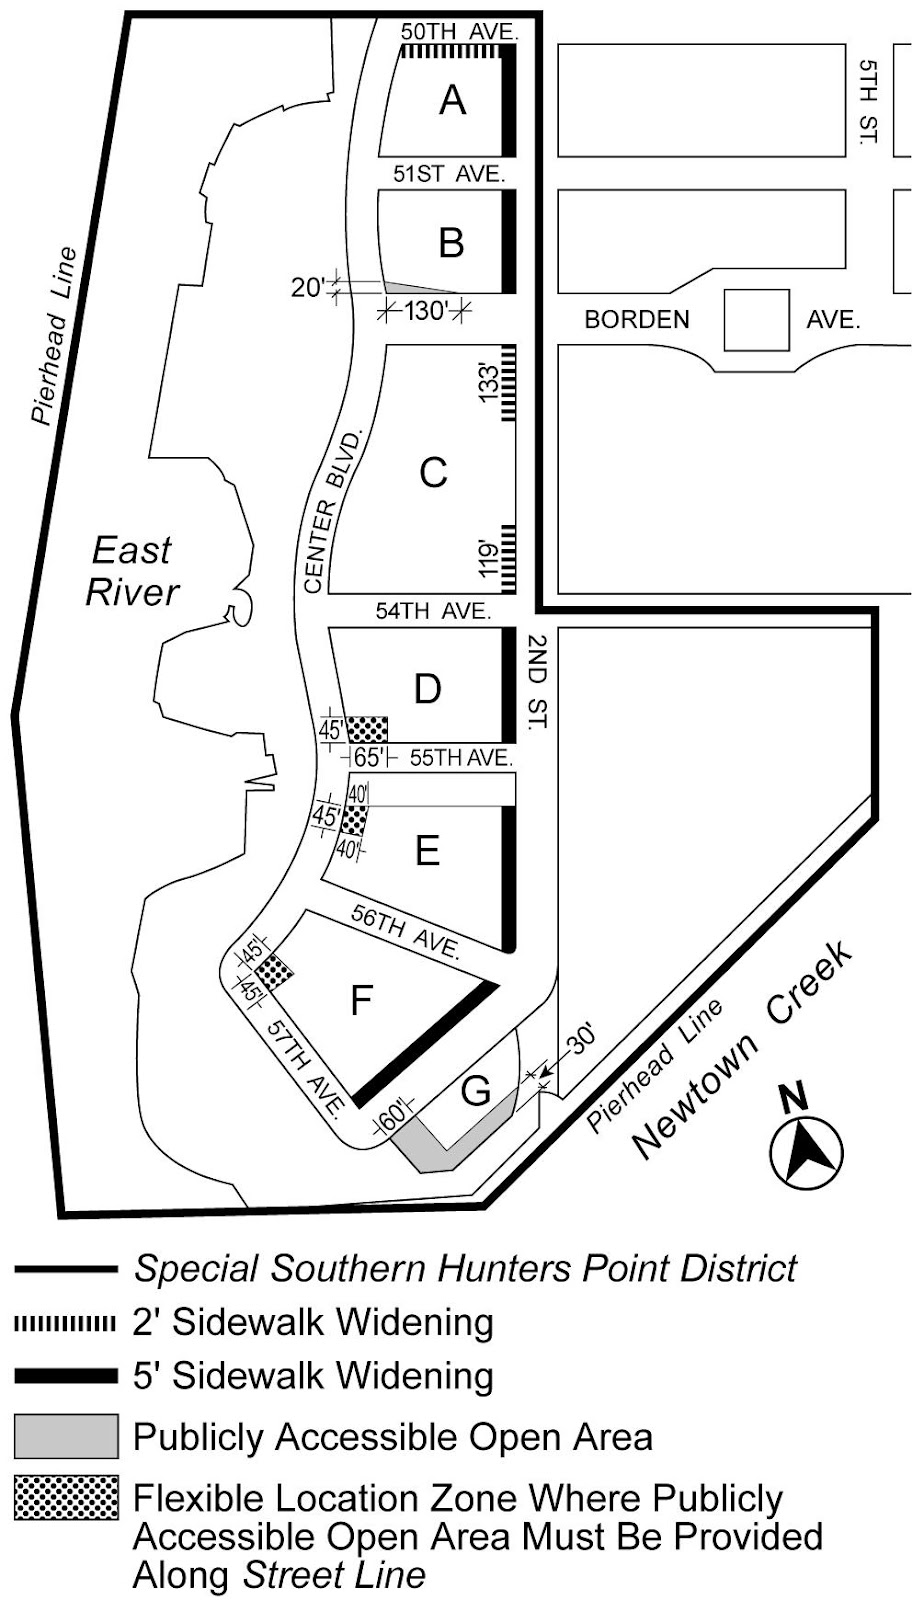 50TH AVE.
5TH ST.
A
51ST AVE.
B
Pierhead Line
20'
130'
BORDEN AVE.
133'
C
CENTER BLVD.
East
River
119'
54TH AVE.
2ND ST.
D
45'
65'
55TH AVE.
40'
45'
40'
E
56TH AVE.
45'
45'
F
57TH AVE.
G
30'
60'
Pierhead Line
Newtown Creek
N
Special Southern Hunters Point District
2' Sidewalk Widening
5' Sidewalk Widening
Publicly Accessible Open Area
Flexible Location Zone Where Publicly
Accessible Open Area Must Be Provided
Along Street Line